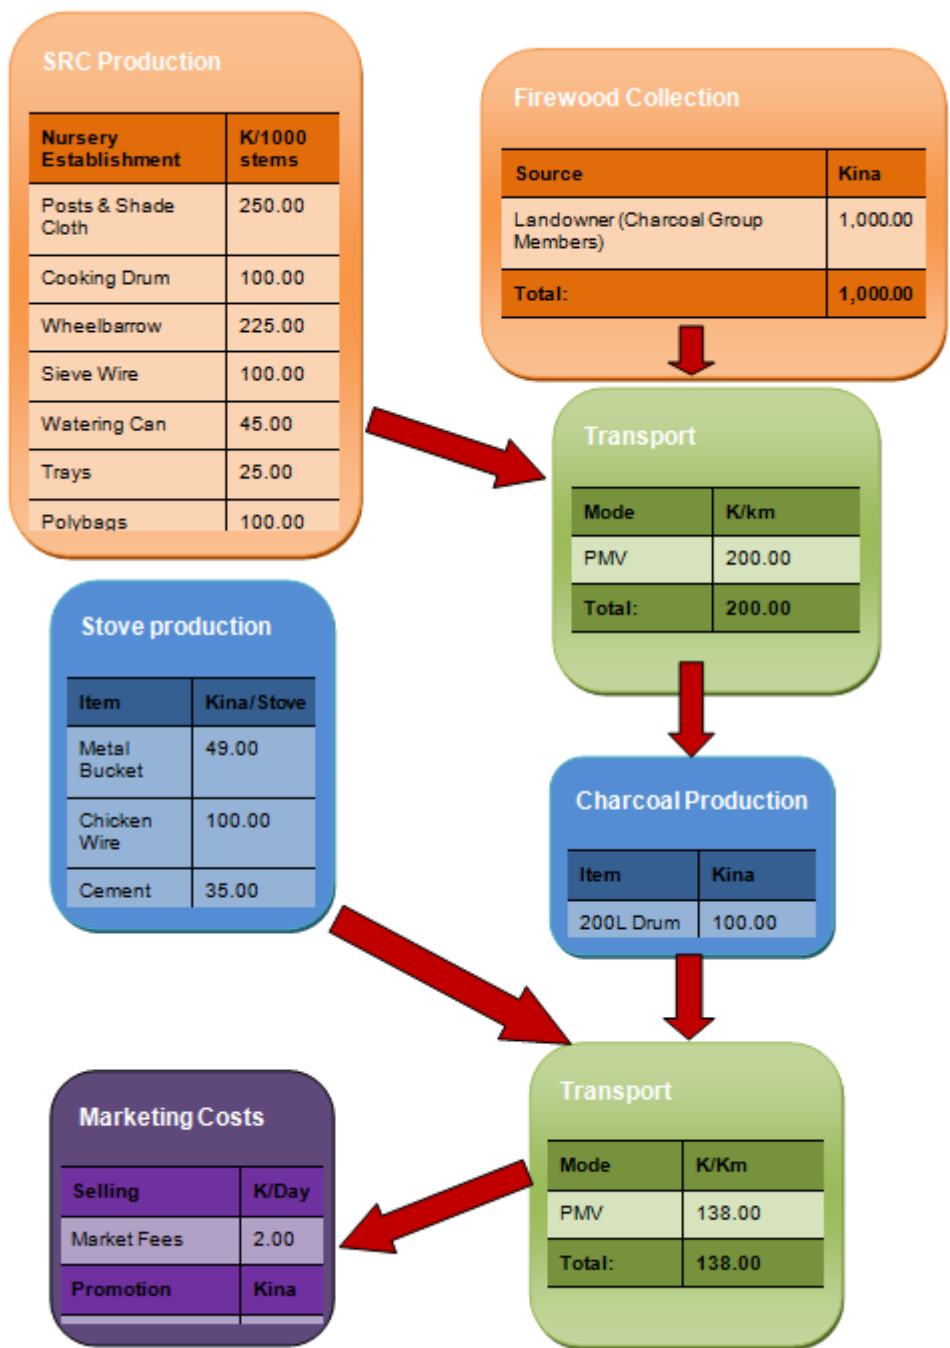 SRC Production
Nursery Establishment K/1000 stems
Posts & Shade Cloth 250.00
Cooking Drum 100.00
Wheelbarrow 225.00
Sieve Wire 100.00
Watering Can 45.00
Trays 25.00
Polybags 100.00
Firewood Collection
Source Kina
Landowner (Charcoal Group Members) 1,000.00
Total: 1,000.00
Transport
Mode K/km
PMV 200.00
Total: 200.00
Stove production
Item Kina/Stove
Metal Bucket 49.00
Chicken Wire 100.00
Cement 35.00
Charcoal Production
Item Kina
200L Drum 100.00
Transport
Mode K/Km
PMV 138.00
Total: 138.00
Marketing Costs
Selling K/Day
Market Fees 2.00
Promotion Kina